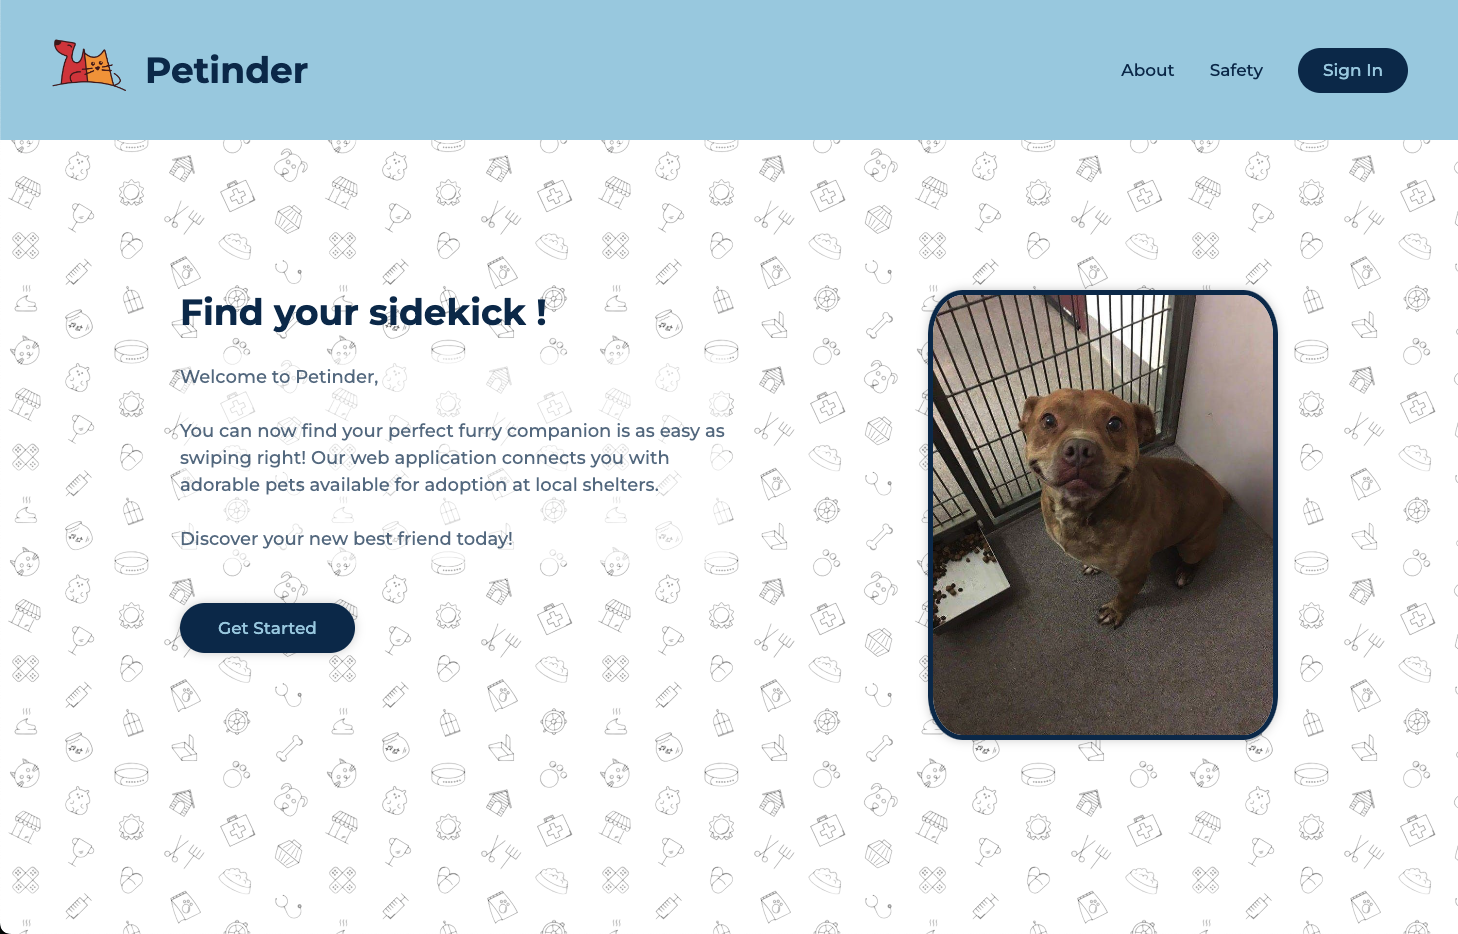 Petinder
About
Safety
Sign In
Find your sidekick !
Welcome to Petinder,
You can now find your perfect furry companion is as easy as
swiping right! Our web application connects you with
adorable pets available for adoption at local shelters.
Discover your new best friend today!
Get Started